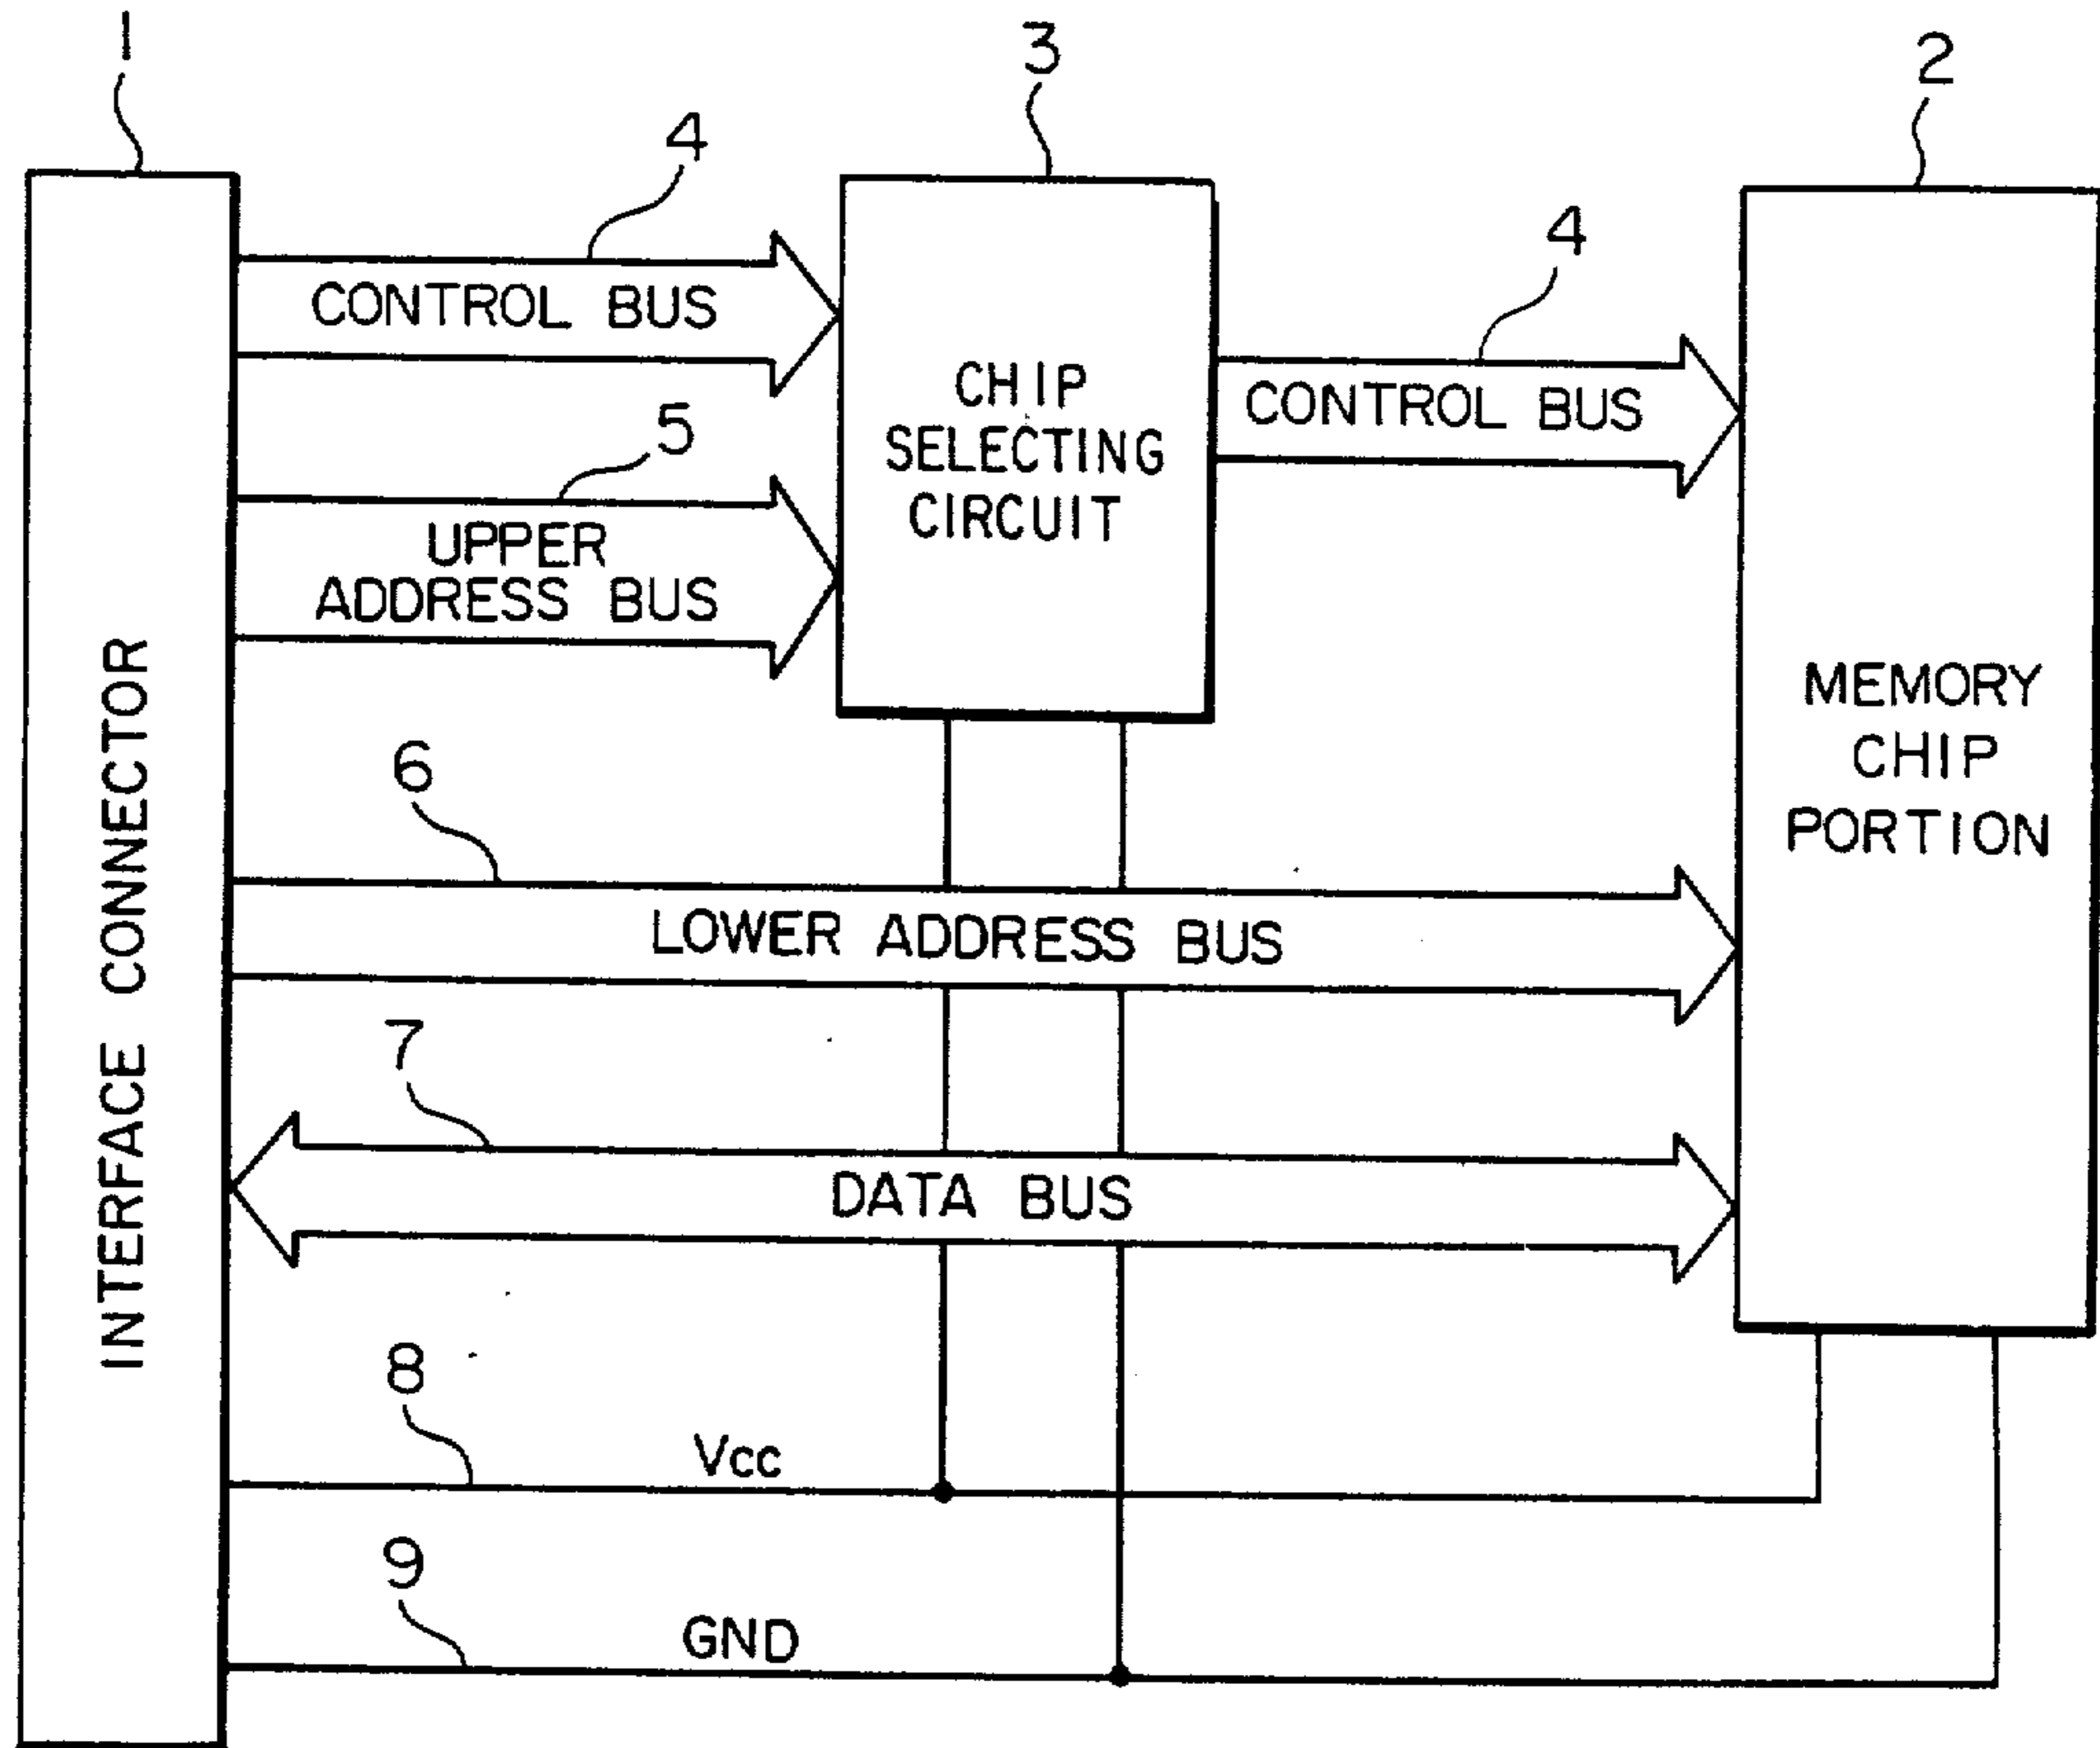 1
3
2
4
4
CONTROL BUS
CHIP
SELECTING
CIRCUIT
CONTROL BUS
5
UPPER
ADDRESS BUS
INTERFACE CONNECTOR
MEMORY
CHIP
PORTION
6
LOWER ADDRESS BUS
7
DATA BUS
8
Vcc
9
GND